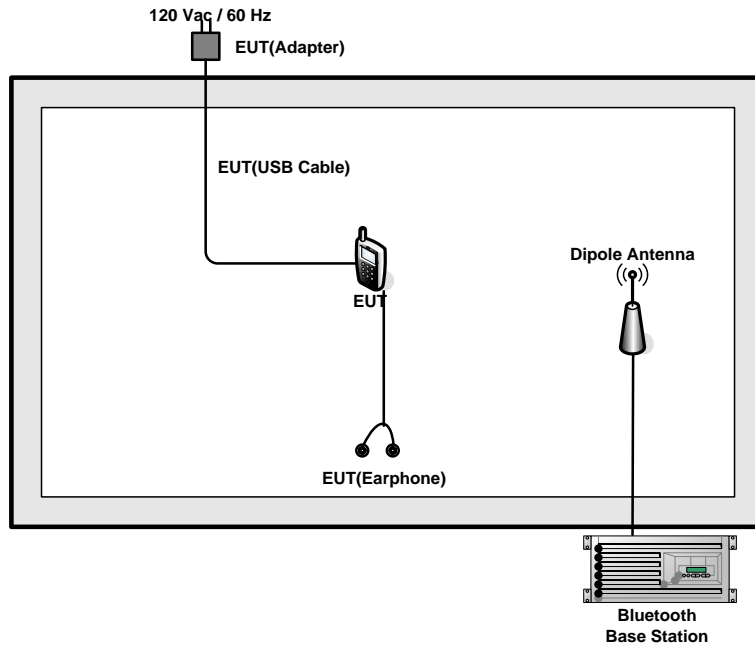 120 Vac / 60 Hz
EUT(Adapter)
EUT(USB Cable)
Dipole Antenna
EUT
EUT(Earphone)
Bluetooth
Base Station